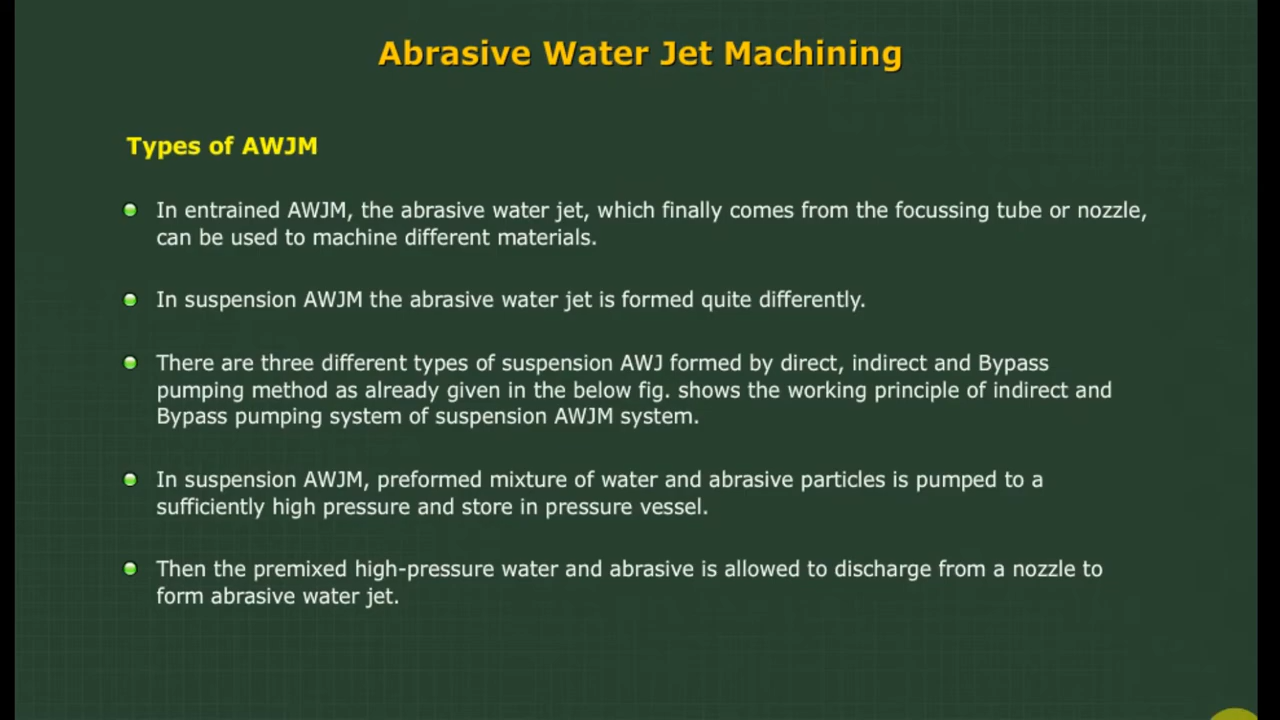 Abrasive Water Jet Machining
Types of AWJM
In entrained AWJM, the abrasive water jet, which finally comes from the focussing tube or nozzle,
can be used to machine different materials.
In suspension AWJM the abrasive water jet is formed quite differently.
There are three different types of suspension AWJ formed by direct, indirect and Bypass
pumping method as already given in the below fig. shows the working principle of indirect and
Bypass pumping system of suspension AWJM system.
In suspension AWJM, preformed mixture of water and abrasive particles is pumped to a
sufficiently high pressure and store in pressure vessel.
Then the premixed high-pressure water and abrasive is allowed to discharge from a nozzle to
form abrasive water jet.